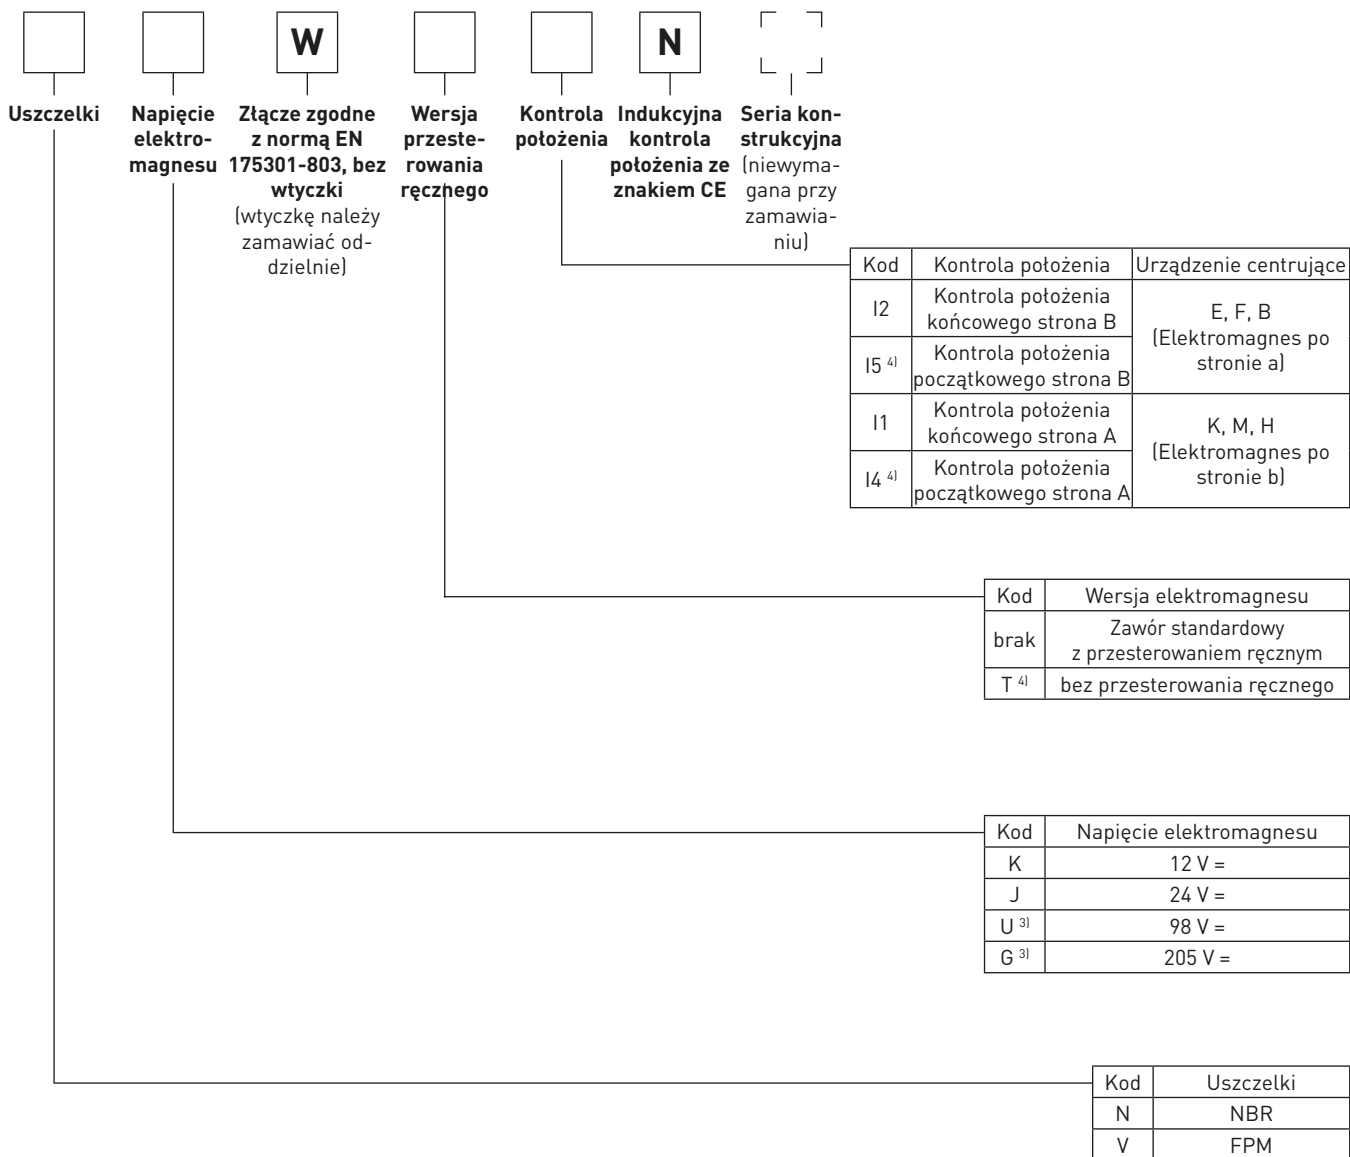 W
N
Uszczelki
Napięcie
elektro-
magnesu
Złącze zgodne
z normą EN
175301-803, bez
wtyczki
(wtyczkę należy
zamawiać od-
dzielnie)
Wersja
przeste-
rowania
ręcznego
Kontrola
położenia
Indukcyjna
kontrola
położenia ze
znakiem CE
Seria kon-
strukcyjna
(niewyma-
gana przy
zamawia-
niu)
Kod Kontrola położenia Urządzenie centrujące
I2 Kontrola położenia
końcowego strona B
I5 4) Kontrola położenia
początkowego strona B
E, F, B
(Elektromagnes po
stronie a)
I1 Kontrola położenia
końcowego strona A
I4 4) Kontrola położenia
początkowego strona A
K, M, H
(Elektromagnes po
stronie b)
Kod Wersja elektromagnesu
brak Zawór standardowy
z przesterowaniem ręcznym
T 4) bez przesterowania ręcznego
Kod Napięcie elektromagnesu
K 12 V =
J 24 V =
U 3) 98 V =
G 3) 205 V =
Kod Uszczelki
N NBR
V FPM